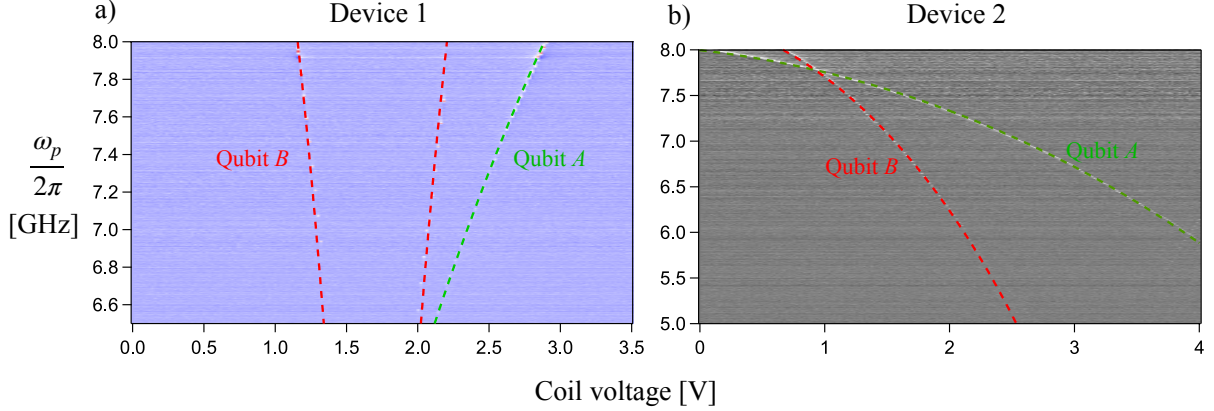 a)
Device 1
b)
Device 2
8.0
7.8
7.6
7.4
7.2
7.0
6.8
6.6
ω_p
2π
[GHz]
Qubit B
Qubit A
0.0 0.5 1.0 1.5 2.0 2.5 3.0 3.5
8.0
7.5
7.0
6.5
6.0
5.5
5.0
Qubit B
Qubit A
0 1 2 3 4
Coil voltage [V]